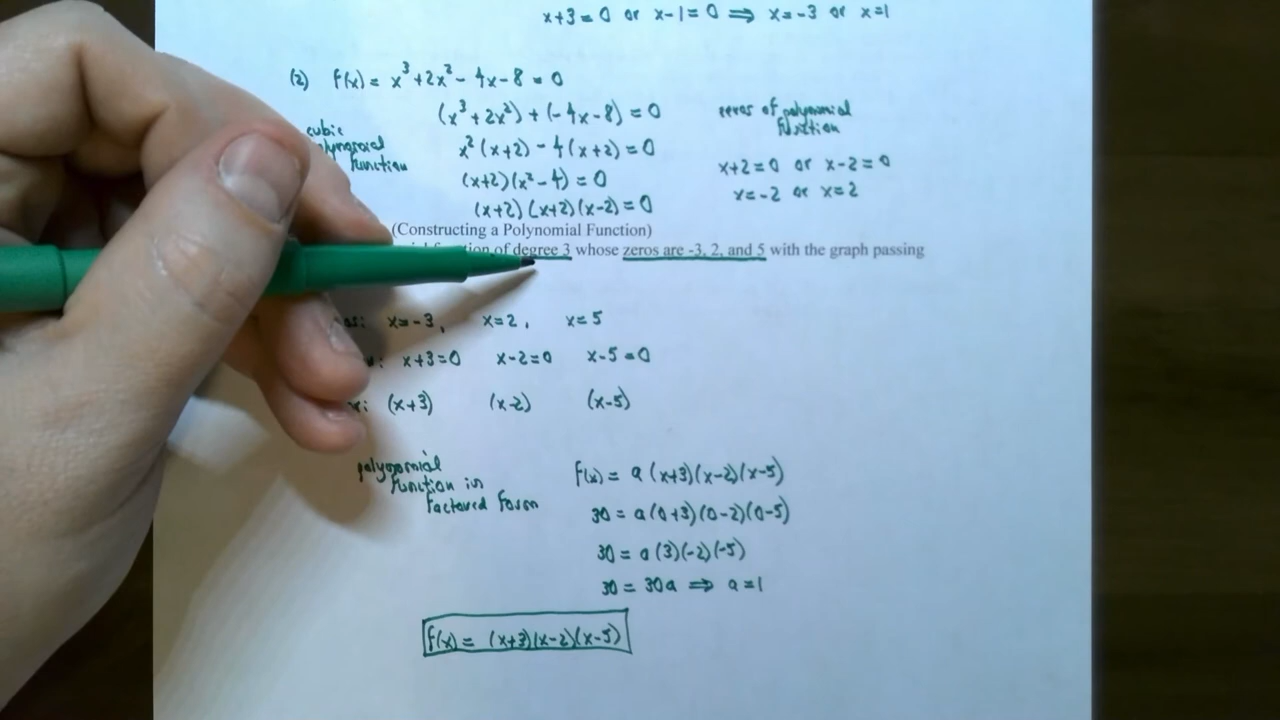 x+3=0 or x-1=0 ⟹ x=-3 or x=1
(2) f(x) = x³+2x²-4x-8 = 0
(x³+2x²)+(-4x-8) = 0
zeros of polynomial
function
cubic
function
x²(x+2)-4(x+2)=0
x+2=0 or x-2=0
(x+2)(x²-4)=0
x=-2 or x=2
(x+2)(x+2)(x-2)=0
(Constructing a Polynomial Function)
of degree 3 whose zeros are -3, 2, and 5 with the graph passing
x=-3, x=2, x=5
x+3=0 x-2=0 x-5=0
(x+3) (x-2) (x-5)
polynomial
function in
factored form
f(x) = a(x+3)(x-2)(x-5)
30 = a(0+3)(0-2)(0-5)
30 = a(3)(-2)(-5)
30 = 30a ⟹ a=1
f(x) = (x+3)(x-2)(x-5)